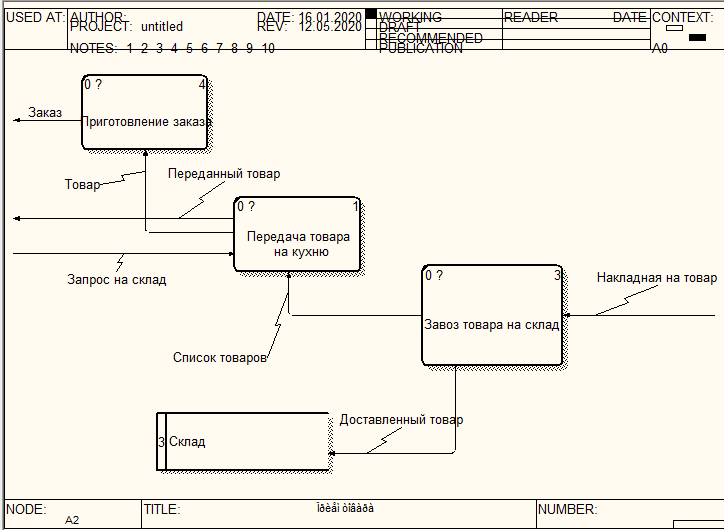 USED AT: AUTHOR: DATE: 16.01.2020 WORKING READER DATE CONTEXT:
PROJECT: untitled REV: 12.05.2020 DRAFT
RECOMMENDED
NOTES: 1 2 3 4 5 6 7 8 9 10 PUBLICATION A0
0 ? 4
Заказ
Приготовление заказа
Товар
Переданный товар
0 ? 1
Передача товара
на кухню
Запрос на склад
0 ? 3
Накладная на товар
Завоз товара на склад
Список товаров
Доставленный товар
3 Склад
NODE: TITLE: Ïðèåì òîâàðà NUMBER:
A2